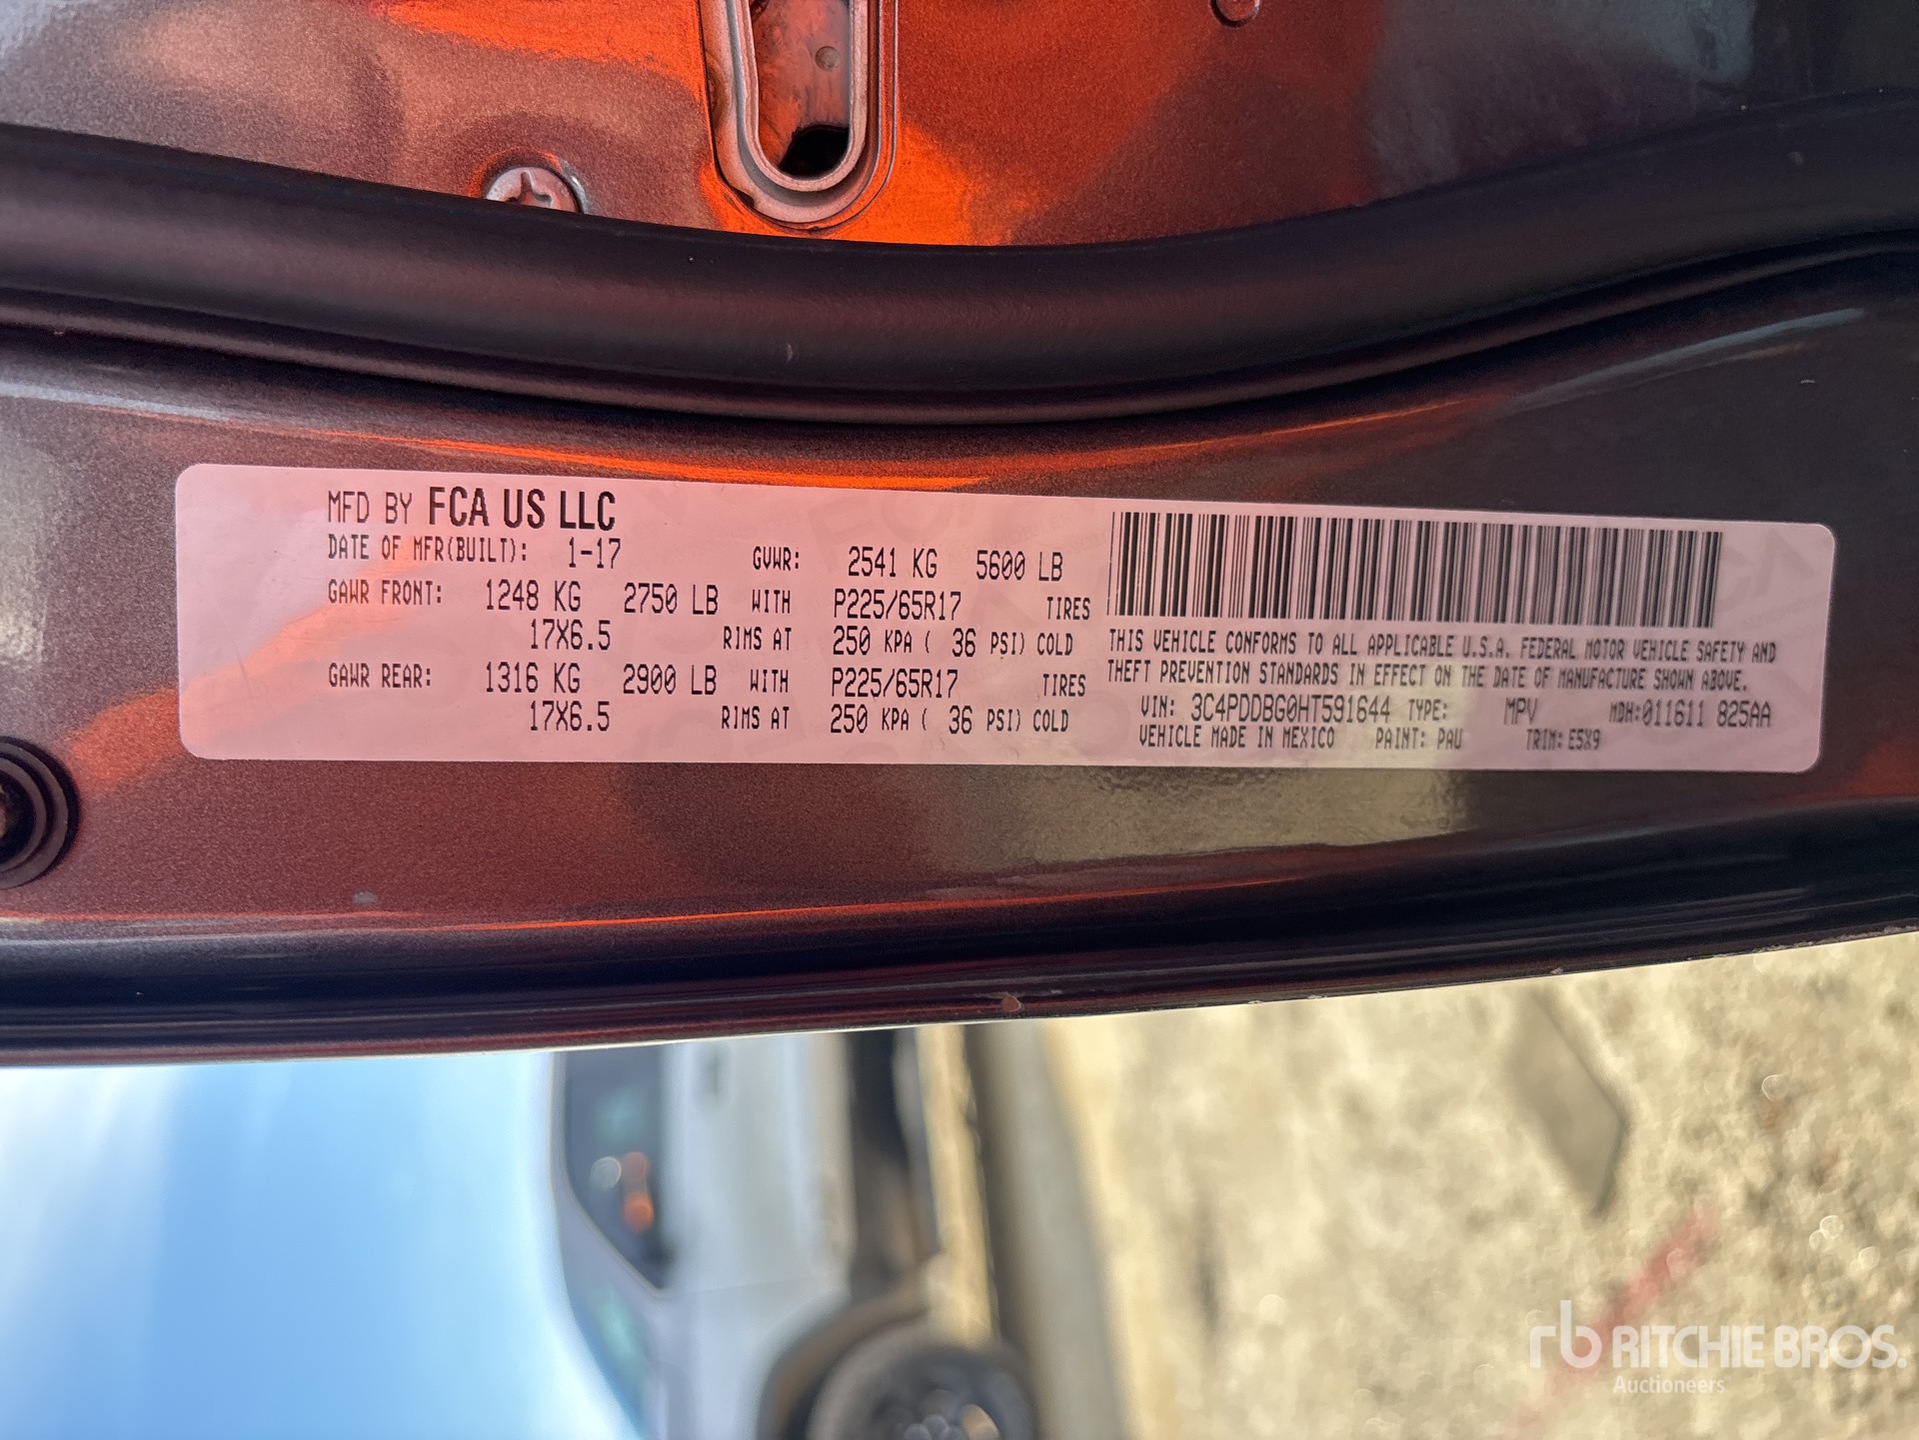 MFD BY FCA US LLC
DATE OF MFR(BUILT): 1-17 GVWR: 2541 KG 5600 LB
GAWR FRONT: 1248 KG 2750 LB WITH P225/65R17 TIRES
17X6.5 RIMS AT 250 KPA ( 36 PSI) COLD
GAWR REAR: 1316 KG 2900 LB WITH P225/65R17 TIRES
17X6.5 RIMS AT 250 KPA ( 36 PSI) COLD
THIS VEHICLE CONFORMS TO ALL APPLICABLE U.S.A. FEDERAL MOTOR VEHICLE SAFETY AND
THEFT PREVENTION STANDARDS IN EFFECT ON THE DATE OF MANUFACTURE SHOWN ABOVE.
VIN: 3C4PDDBG0HT591644 TYPE: MPV MDH:011611 825AA
VEHICLE MADE IN MEXICO PAINT: PAU TRIM: E5X9
rb RITCHIE BROS.
Auctioneers